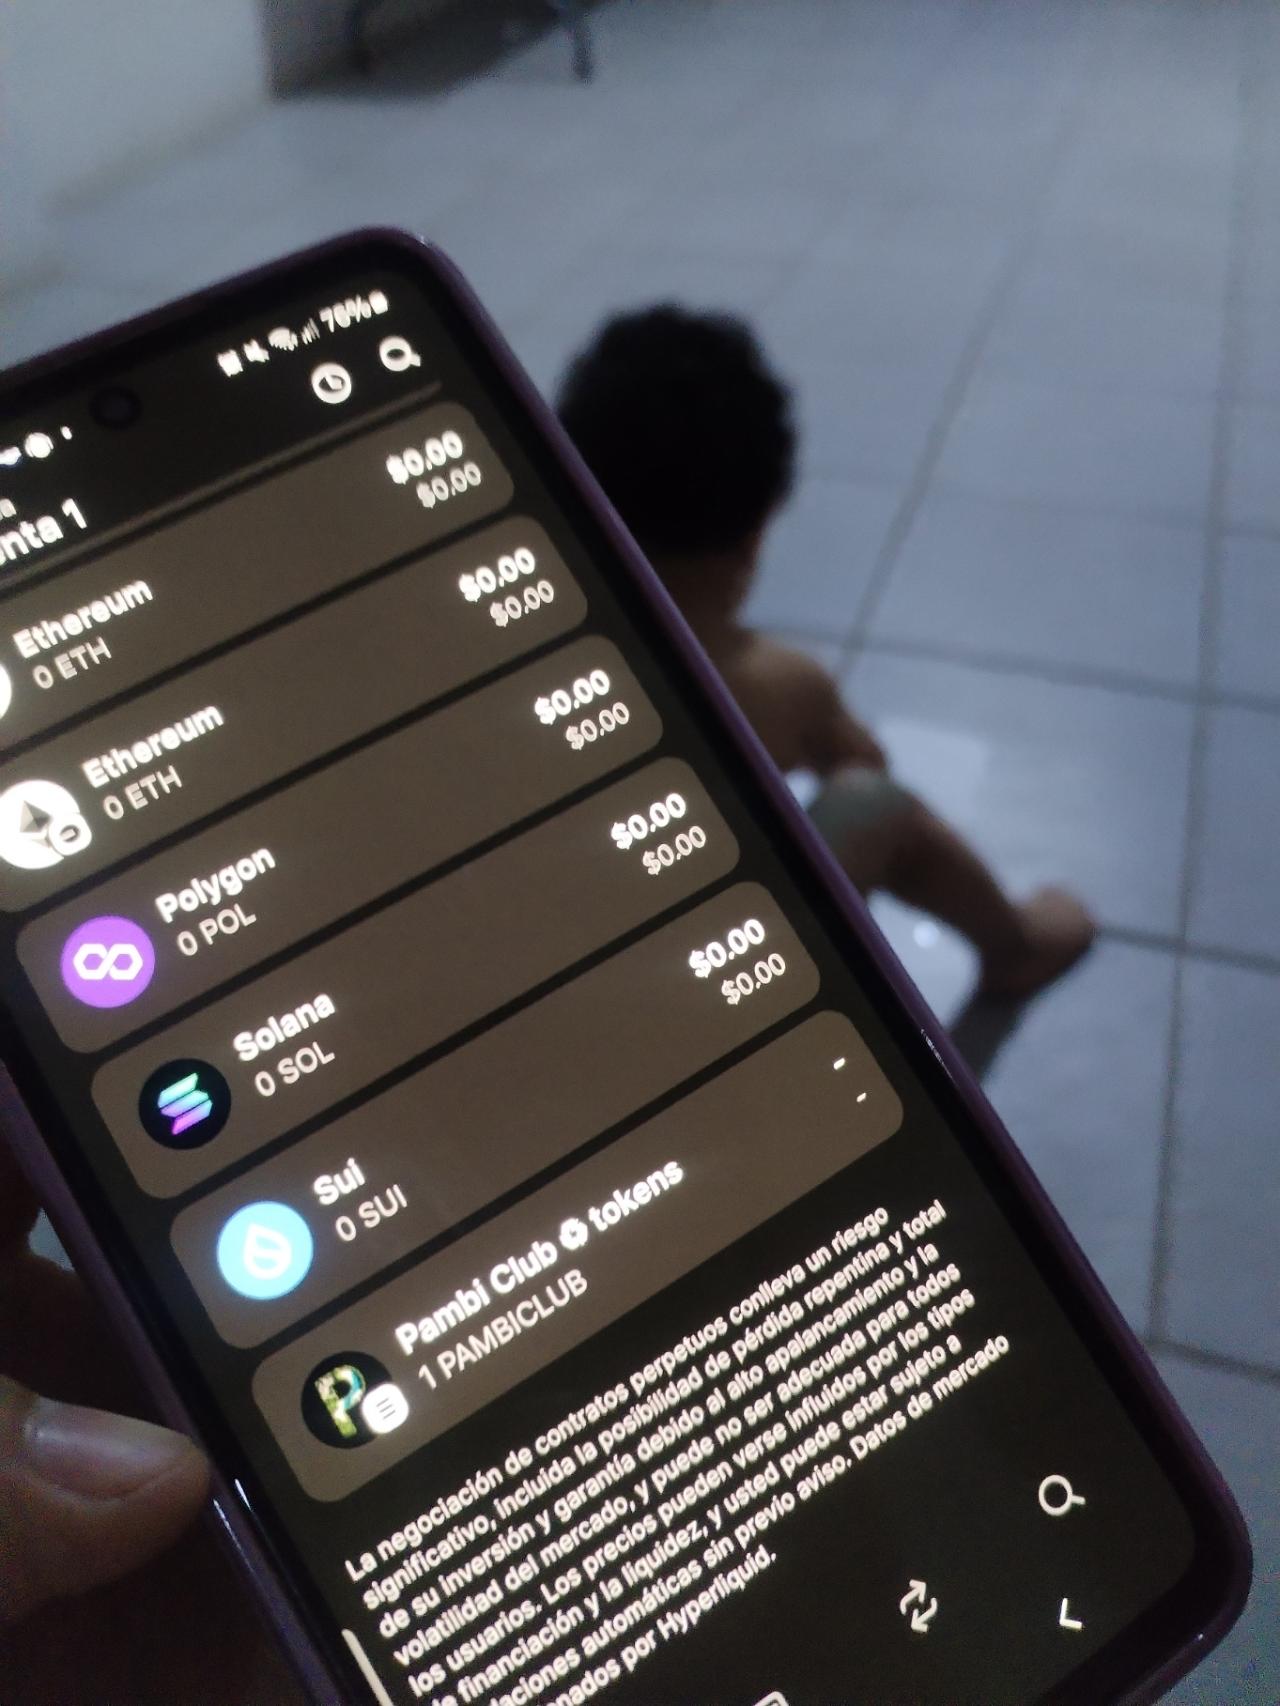 76%
nta 1
$0.00
$0.00
Ethereum
0 ETH
$0.00
$0.00
Ethereum
0 ETH
$0.00
$0.00
Polygon
0 POL
$0.00
$0.00
Solana
0 SOL
$0.00
$0.00
Sui
0 SUI
-
-
Pambi Club ♻ tokens
1 PAMBICLUB
La negociación de contratos perpetuos conlleva un riesgo
significativo, incluida la posibilidad de pérdida repentina y total
de su inversión y garantía debido al alto apalancamiento y la
volatilidad del mercado, y puede no ser adecuada para todos
los usuarios. Los precios pueden verse influidos por los tipos
de financiación y la liquidez, y usted puede estar sujeto a
laciones automáticas sin previo aviso. Datos de mercado
onados por Hyperliquid.